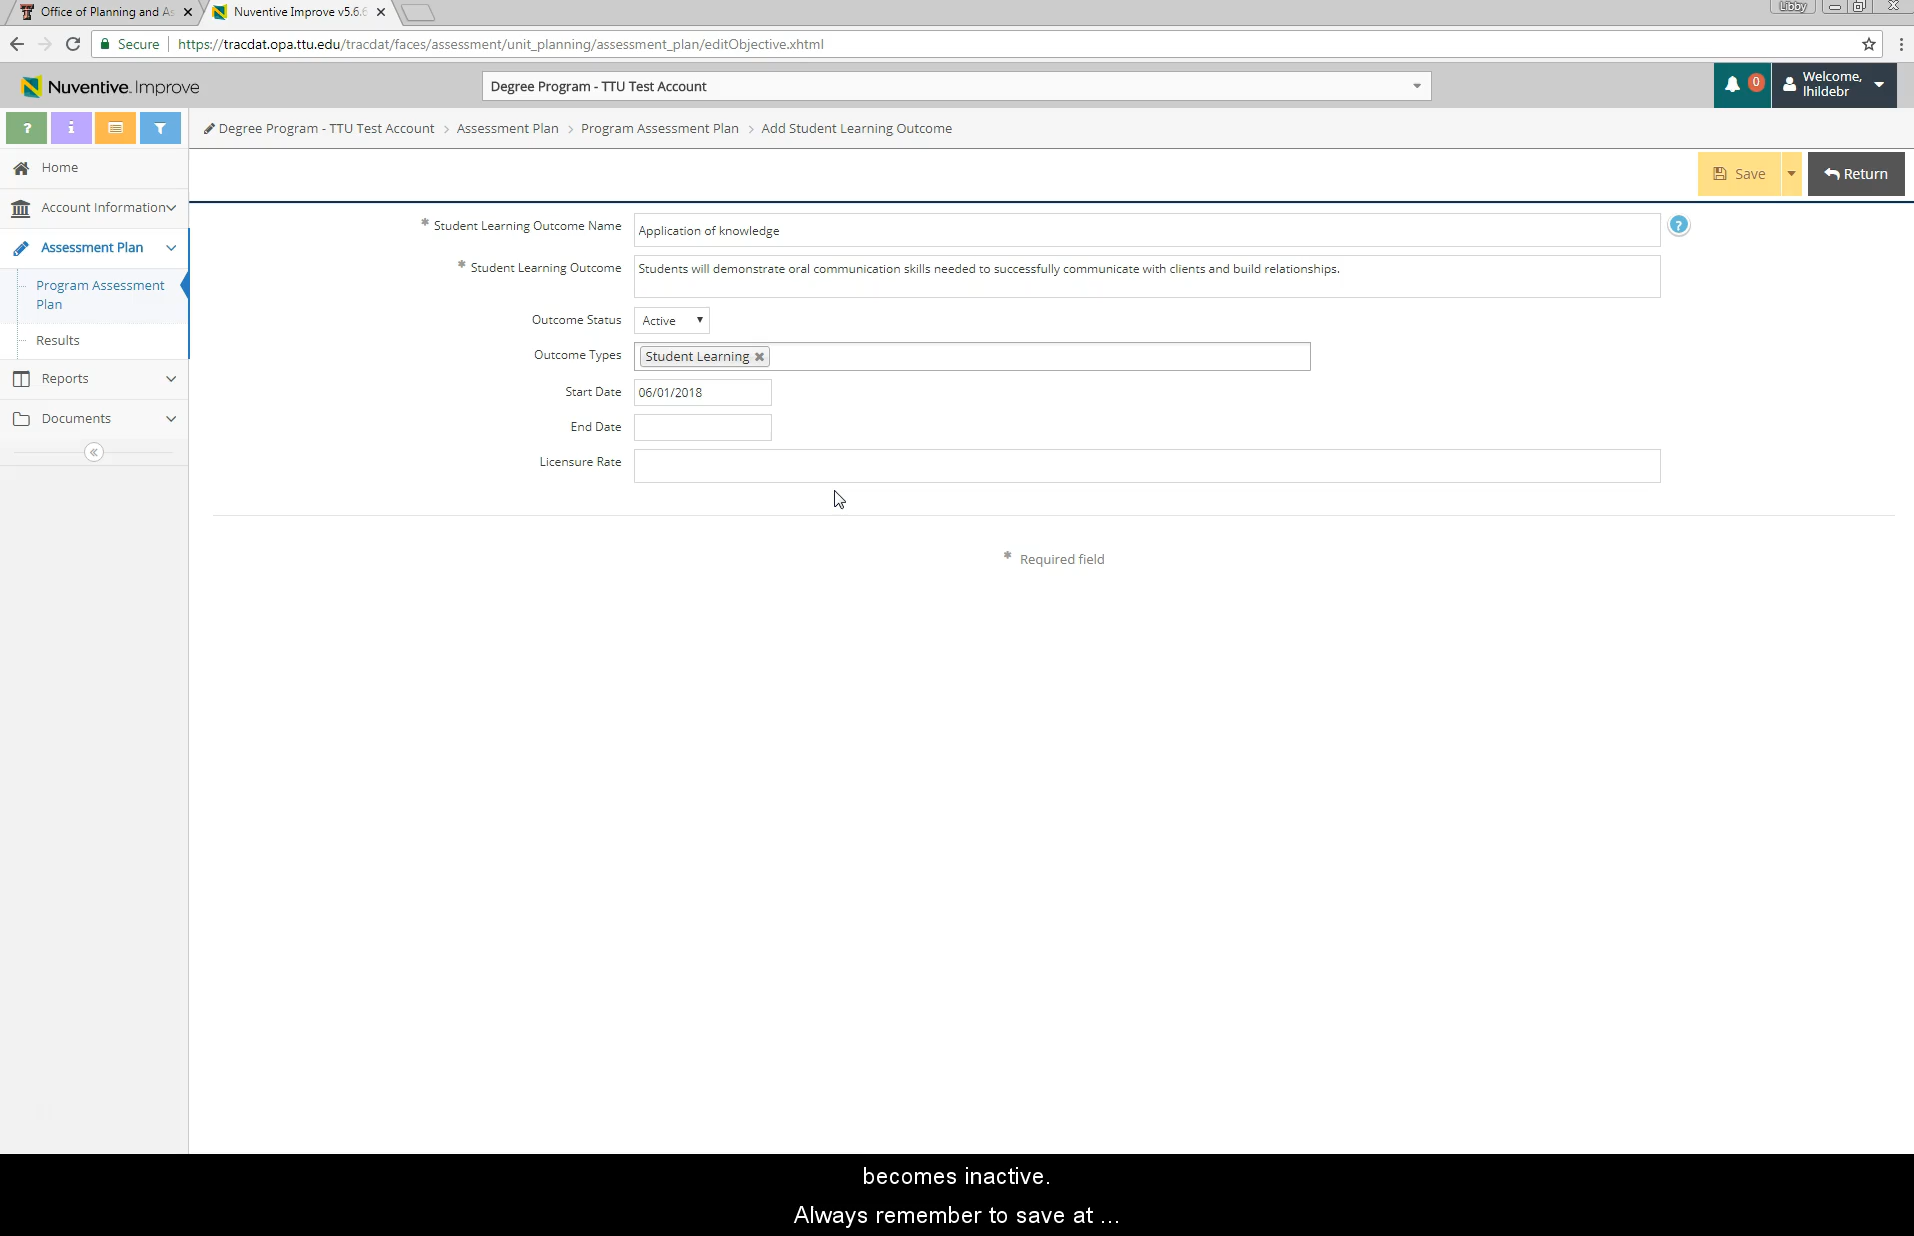 Office of Planning and As
Nuventive Improve v5.6.6
Libby
Secure https://tracdat.opa.ttu.edu/tracdat/faces/assessment/unit_planning/assessment_plan/editObjective.xhtml
Nuventive. Improve
Degree Program - TTU Test Account
0
Welcome,
lhildebr
? i
Degree Program - TTU Test Account > Assessment Plan > Program Assessment Plan > Add Student Learning Outcome
Home
Save
Return
Account Information
* Student Learning Outcome Name
Application of knowledge
?
Assessment Plan
* Student Learning Outcome
Students will demonstrate oral communication skills needed to successfully communicate with clients and build relationships.
Program Assessment
Plan
Outcome Status
Active
Results
Outcome Types
Student Learning
Reports
Start Date
06/01/2018
Documents
End Date
Licensure Rate
* Required field
becomes inactive.
Always remember to save at ...